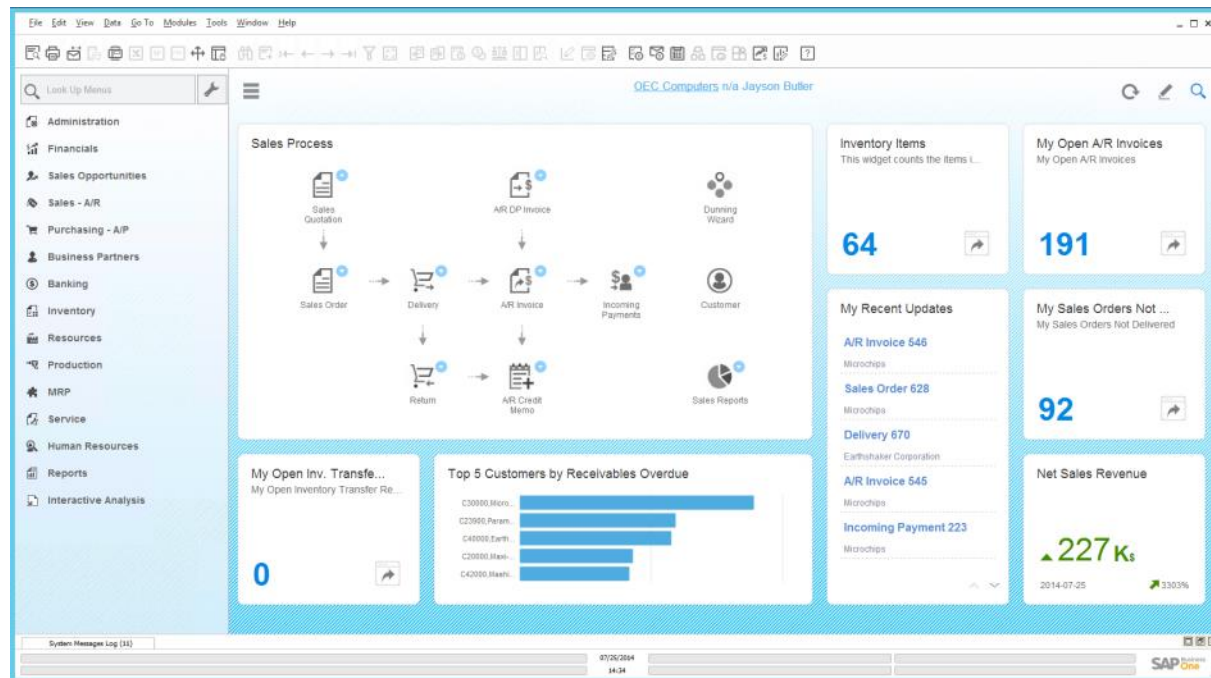 File Edit View Data Go To Modules Tools Window Help
Look Up Menus
OEC Computers n/a Jayson Butler
Administration
Financials
Sales Opportunities
Sales - A/R
Purchasing - A/P
Business Partners
Banking
Inventory
Resources
Production
MRP
Service
Human Resources
Reports
Interactive Analysis
Sales Process
Sales
Quotation
A/R DP Invoice
Dunning
Wizard
Sales Order
Delivery
A/R Invoice
Incoming
Payments
Customer
Return
A/R Credit
Memo
Sales Reports
Inventory Items
This widget counts the items i...
64
My Open A/R Invoices
My Open A/R Invoices
191
My Recent Updates
A/R Invoice 546
Microchips
Sales Order 628
Microchips
Delivery 670
Earthshaker Corporation
A/R Invoice 545
Microchips
Incoming Payment 223
Microchips
My Sales Orders Not ...
My Sales Orders Not Delivered
92
My Open Inv. Transfe...
My Open Inventory Transfer Re...
0
Top 5 Customers by Receivables Overdue
C30000,Micro...
C23900,Param...
C40000,Earth...
C20000,Maxi-...
C42000,Mashi...
Net Sales Revenue
227 Ks
2014-07-25 3303%
System Messages Log (11)
07/25/2014
14:34
SAP Business
One